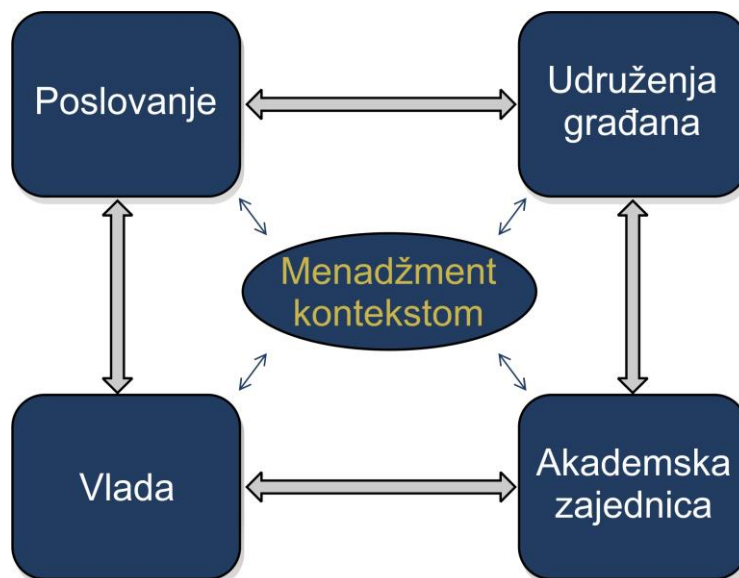 Poslovanje
Udruženja
građana
Menadžment
kontekstom
Vlada
Akademska
zajednica